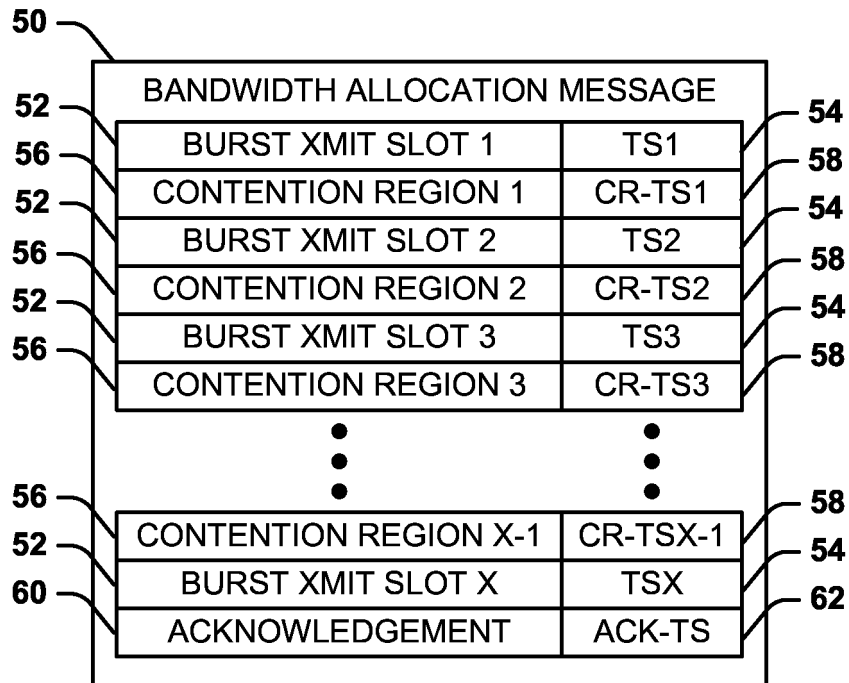 50
BANDWIDTH ALLOCATION MESSAGE
52 BURST XMIT SLOT 1 TS1 54
56 CONTENTION REGION 1 CR-TS1 58
52 BURST XMIT SLOT 2 TS2 54
56 CONTENTION REGION 2 CR-TS2 58
52 BURST XMIT SLOT 3 TS3 54
56 CONTENTION REGION 3 CR-TS3 58
56 CONTENTION REGION X-1 CR-TSX-1 58
52 BURST XMIT SLOT X TSX 54
60 ACKNOWLEDGEMENT ACK-TS 62